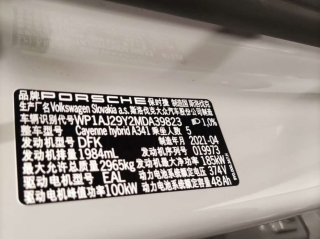 品牌 PORSCHE 保时捷 制造国 斯洛伐克
生产厂名 Volkswagen Slovakia a.s. 斯洛伐克大众汽车股份公司制造
车辆识别代号 WP1AJ29Y2MDA39823 1,0%
整车型号 Cayenne hybrid A341 乘坐人数 5
发动机型号 DFK 制造年月 2021-04
发动机排量 1984mL 发动机序列号 019973
最大允许总质量 2965kg 发动机最大净功率 185kW
电机型号 EAL 动力电池系统额定电压 374V
电机峰值功率 100kW 动力电池系统额定容量 48Ah